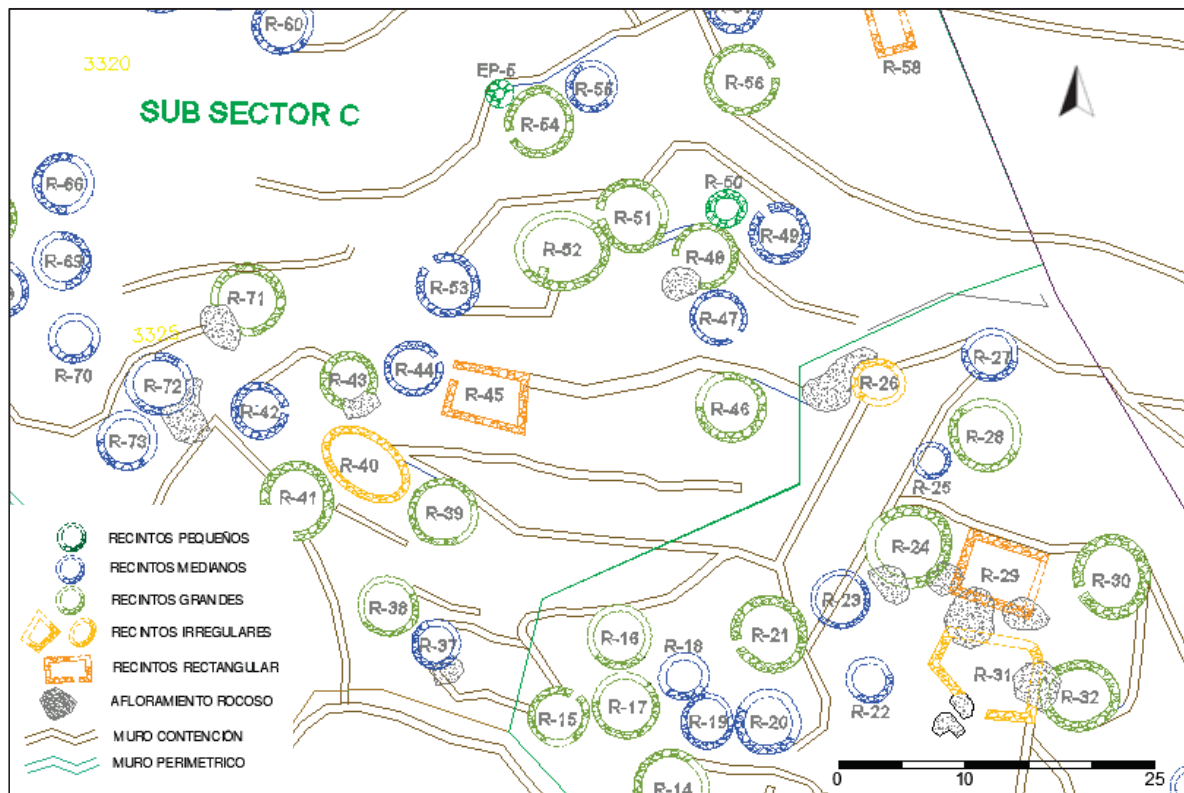 R-60
3320
EP-5
R-55
R-56
R-58
SUB SECTOR C
R-54
R-66
R-50
R-51
R-49
R-52
R-48
R-69
R-53
R-71
R-47
3325
R-70
R-72
R-43
R-44
R-45
R-26
R-27
R-42
R-46
R-73
R-28
R-40
R-25
R-41
R-39
R-24
R-29
R-30
R-38
R-23
R-16
R-21
R-37
R-18
R-31
R-32
R-17
R-15
R-19
R-20
R-22
R-14
RECINTOS PEQUEÑOS
RECINTOS MEDIANOS
RECINTOS GRANDES
RECINTOS IRREGULARES
RECINTOS RECTANGULAR
AFLORAMIENTO ROCOSO
MURO CONTENCIÓN
MURO PERIMETRICO
0 10 25